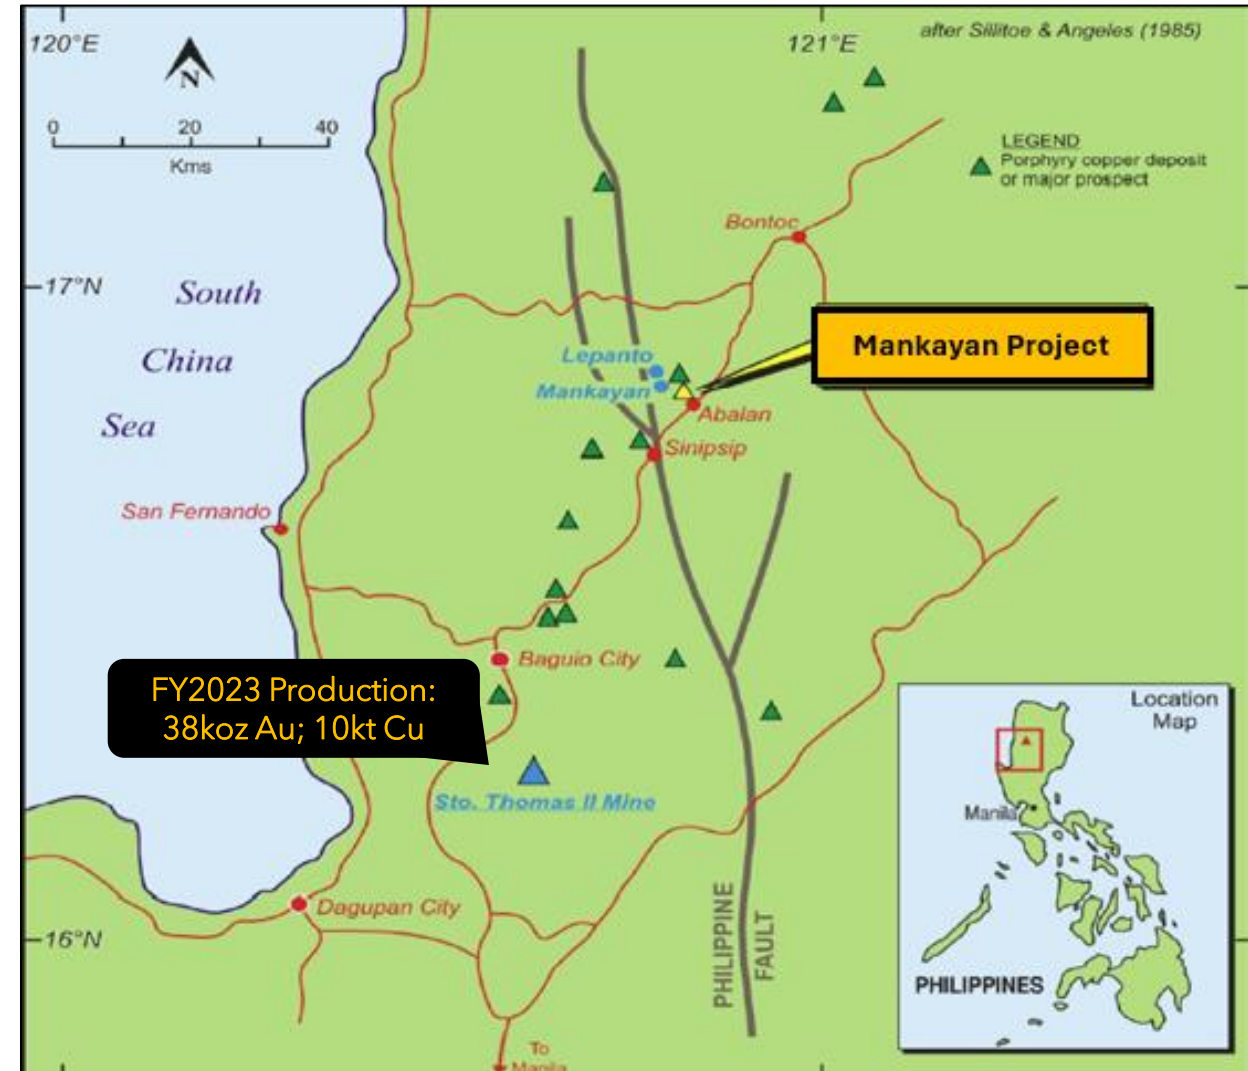 120°E
121°E
after Sillitoe & Angeles (1985)
N
0 20 40
Kms
LEGEND
Porphyry copper deposit
or major prospect
Bontoc
17°N
South
China
Sea
Mankayan Project
Lepanto
Mankayan
Abalan
Sinipsip
San Fernando
Baguio City
FY2023 Production:
38koz Au; 10kt Cu
Sto. Thomas II Mine
Location
Map
Manila
PHILIPPINES
Dagupan City
16°N
PHILIPPINE
FAULT
To
Manila